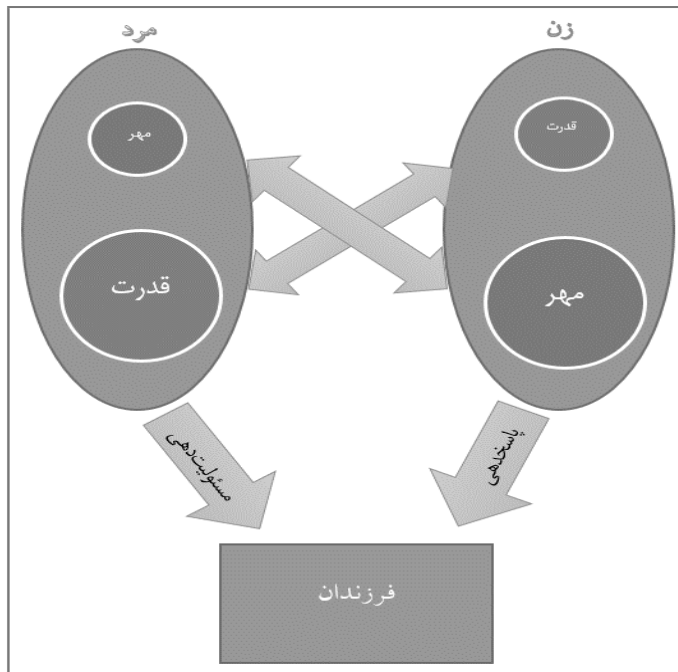 زن
مرد
قدرت
مهر
مهر
قدرت
پاسخدهی
مسئولیت‌دهی
فرزندان